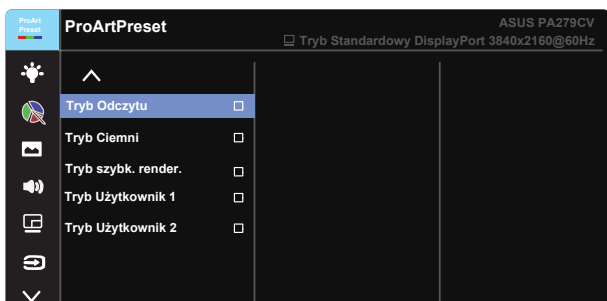 ProArt
Preset
ProArtPreset
ASUS PA279CV
Tryb Standardowy DisplayPort 3840x2160@60Hz
Tryb Odczytu
Tryb Ciemni
Tryb szybk. render.
Tryb Użytkownik 1
Tryb Użytkownik 2